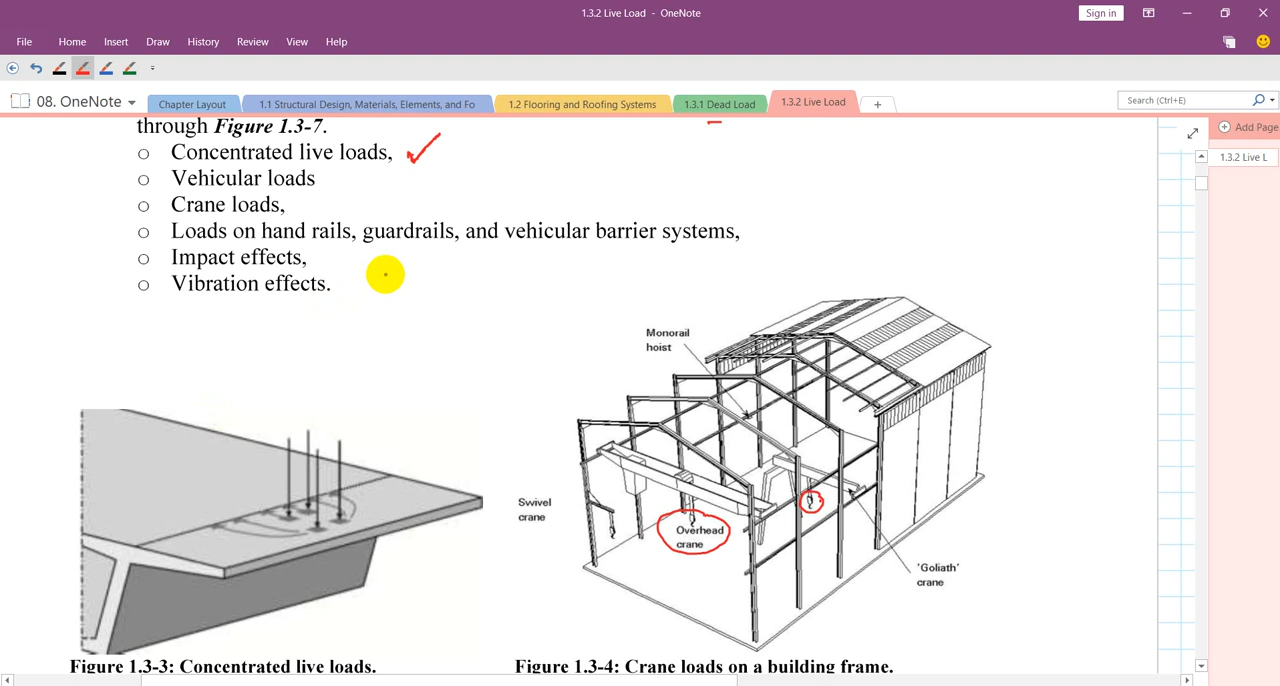 1.3.2 Live Load - OneNote
Sign in
File Home Insert Draw History Review View Help
08. OneNote
Chapter Layout
1.1 Structural Design, Materials, Elements, and Fo
1.2 Flooring and Roofing Systems
1.3.1 Dead Load
1.3.2 Live Load
Search (Ctrl+E)
Add Page
1.3.2 Live L
through Figure 1.3-7.
o Concentrated live loads,
o Vehicular loads
o Crane loads,
o Loads on hand rails, guardrails, and vehicular barrier systems,
o Impact effects,
o Vibration effects.
Monorail
hoist
Swivel
crane
Overhead
crane
'Goliath'
crane
Figure 1.3-3: Concentrated live loads.
Figure 1.3-4: Crane loads on a building frame.